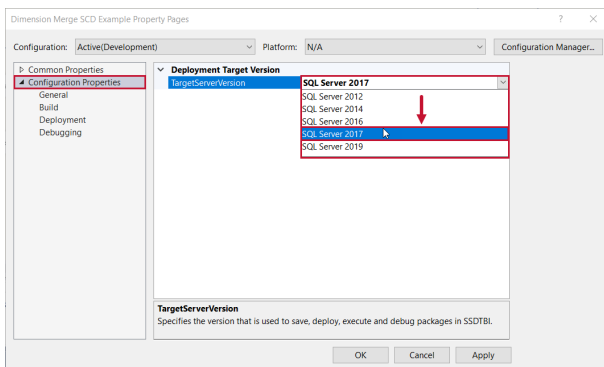 Dimension Merge SCD Example Property Pages
Configuration: Active(Development) Platform: N/A Configuration Manager...
Common Properties
Configuration Properties
General
Build
Deployment
Debugging
Deployment Target Version
TargetServerVersion SQL Server 2017
SQL Server 2012
SQL Server 2014
SQL Server 2016
SQL Server 2017
SQL Server 2019
TargetServerVersion
Specifies the version that is used to save, deploy, execute and debug packages in SSDTBI.
OK Cancel Apply